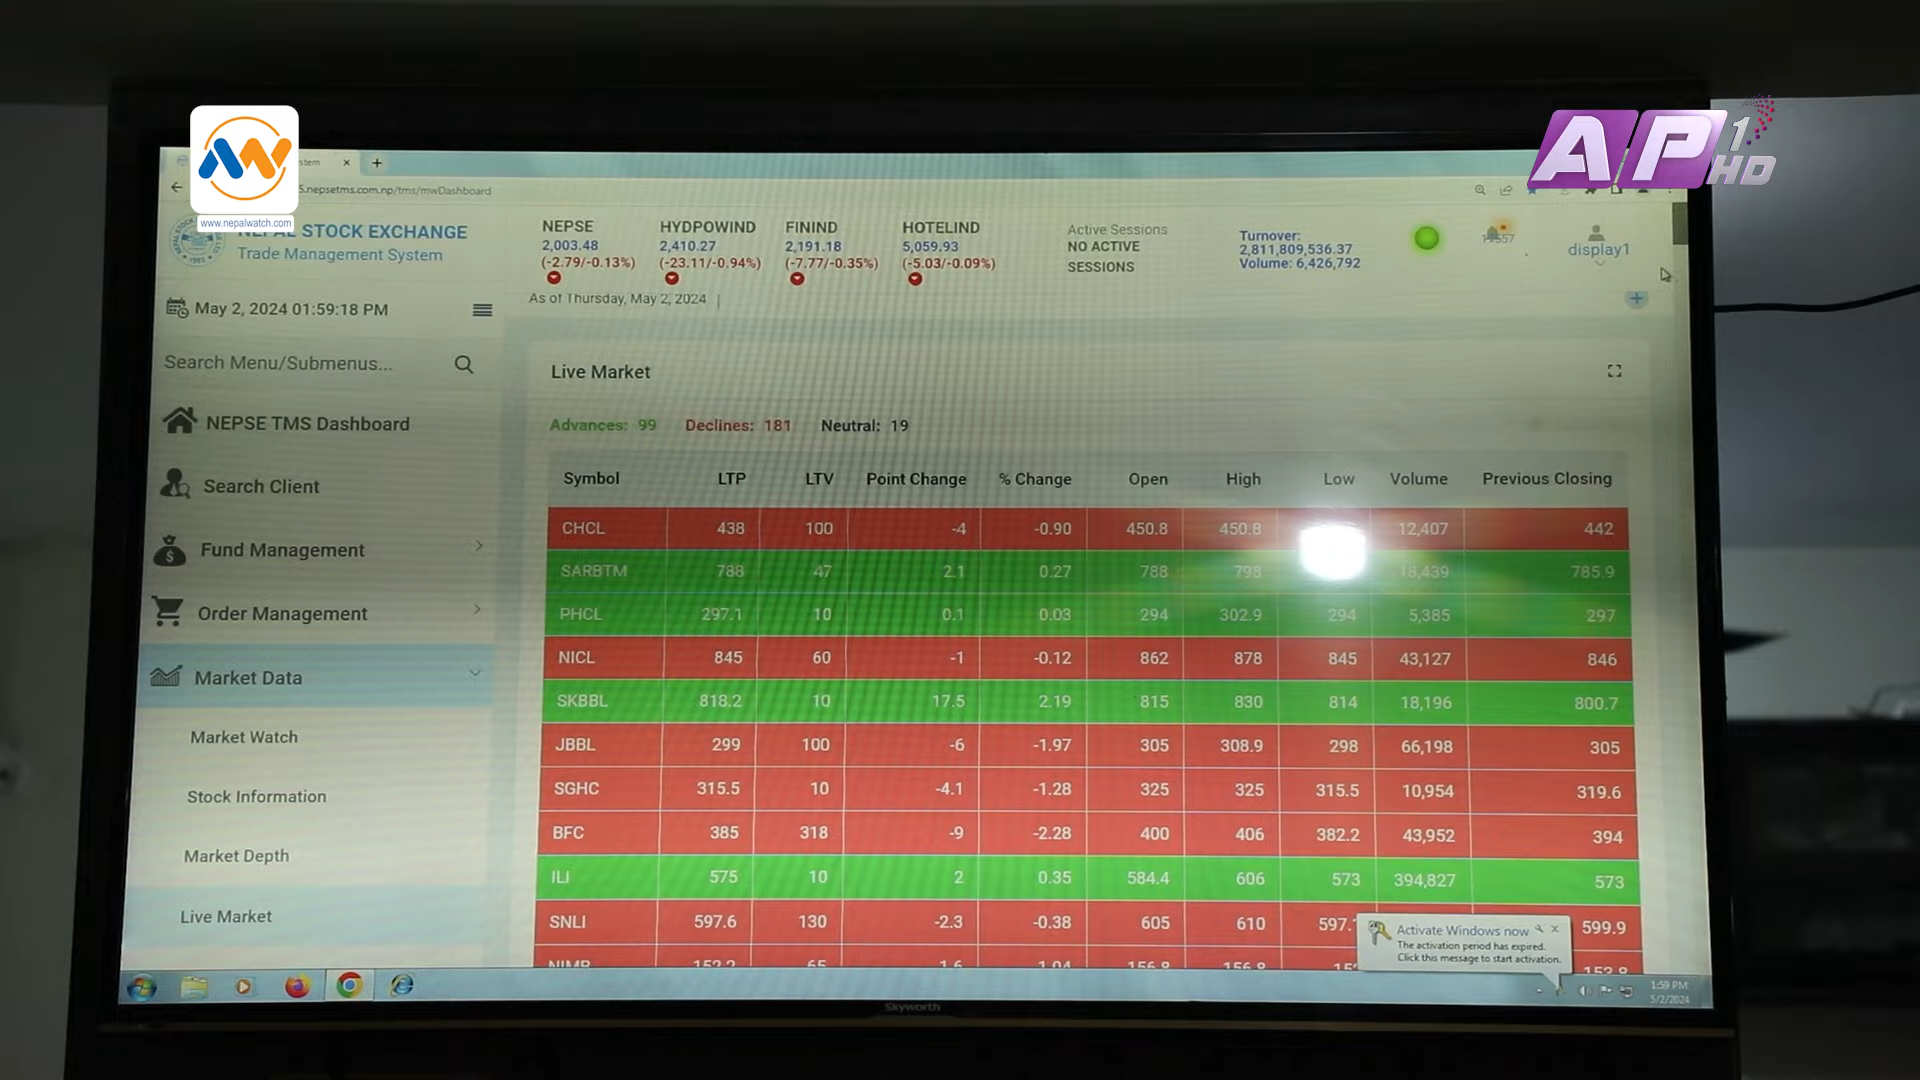 AP1 HD
www.nepalwatch.com
stem
5.nepsetms.com.np/tms/mwDashboard
NEPAL STOCK EXCHANGE
Trade Management System
NEPSE
2,003.48
(-2.79/-0.13%)
HYDPOWIND
2,410.27
(-23.11/-0.94%)
FININD
2,191.18
(-7.77/-0.35%)
HOTELIND
5,059.93
(-5.03/-0.09%)
Active Sessions
NO ACTIVE
SESSIONS
Turnover:
2,811,809,536.37
Volume: 6,426,792
display1
As of Thursday, May 2, 2024
May 2, 2024 01:59:18 PM
Search Menu/Submenus...
NEPSE TMS Dashboard
Search Client
Fund Management
Order Management
Market Data
Market Watch
Stock Information
Market Depth
Live Market
Live Market
Advances: 99 Declines: 181 Neutral: 19
Symbol LTP LTV Point Change % Change Open High Low Volume Previous Closing
CHCL 438 100 -4 -0.90 450.8 450.8 12,407 442
SARBTM 788 47 2.1 0.27 788 798 18,439 785.9
PHCL 297.1 10 0.1 0.03 294 302.9 294 5,385 297
NICL 845 60 -1 -0.12 862 878 845 43,127 846
SKBBL 818.2 10 17.5 2.19 815 830 814 18,196 800.7
JBBL 299 100 -6 -1.97 305 308.9 298 66,198 305
SGHC 315.5 10 -4.1 -1.28 325 325 315.5 10,954 319.6
BFC 385 318 -9 -2.28 400 406 382.2 43,952 394
ILI 575 10 2 0.35 584.4 606 573 394,827 573
SNLI 597.6 130 -2.3 -0.38 605 610 597. 599.9
Activate Windows now
The activation period has expired.
Click this message to start activation.
1:59 PM
5/2/2024
Skyworth